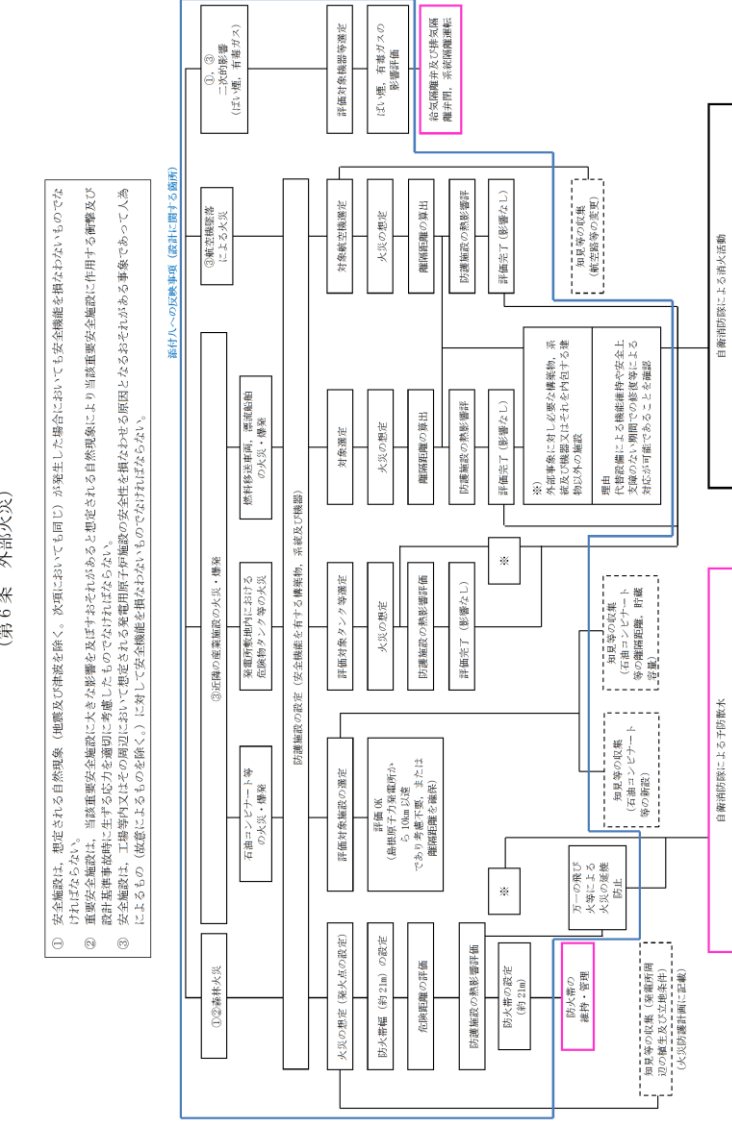 (第6条 外部火災)
① 安全施設は，想定される自然現象（地震及び津波を除く。次項においても同じ）が発生した場合においても安全機能を損なわないものでな
ければならない。
② 重要安全施設は，当該重要安全施設に大きな影響を及ぼすおそれがあると想定される自然現象により当該重要安全施設に作用する衝撃及び
設計基準事故時に生ずる応力を適切に考慮したものでなければならない。
③ 安全施設は，工場等内又はその周辺において想定される発電用原子炉施設の安全性を損なわせる原因となるおそれがある事象であって人為
によるもの（故意によるものを除く。）に対して安全機能を損なわないものでなければならない。
添付八への反映事項（設計に関する箇所）
①②森林火災
③近隣の産業施設の火災・爆発
③航空機墜落
による火災
①，③
二次的影響
（ばい煙，有毒ガス）
石油コンビナート等
の火災・爆発
発電所敷地内における
危険物タンク等の火災
燃料移送車両，漂流船舶
の火災・爆発
防護施設の設定（安全機能を有する構築物，系統及び機器）
火災の想定（発火点の設定）
防火帯幅（約21m）の設定
危険距離の評価
防護施設の熱影響評価
防火帯の設定
（約21m）
防火帯の
維持・管理
知見等の収集（発電所周
辺の植生及び立地条件）
（火災防護計画に記載）
※
万一の飛び
火等による
火災の延焼
防止
評価対象施設の選定
評価OK
（島根原子力発電所か
ら10km以遠
であり考慮不要，または
離隔距離を確保）
知見等の収集
（石油コンビナート
等の新設）
知見等の収集
（石油コンビナート
等の離隔距離，貯蔵
容量）
評価対象タンク等選定
火災の想定
防護施設の熱影響評価
評価完了（影響なし）
※
対象選定
火災の想定
離隔距離の算出
防護施設の熱影響評
評価完了（影響なし）
※）
外部事象に対し必要な構築物，系
統及び機器又はそれを内包する建
物以外の施設
理由
代替設備による機能維持や安全上
支障のない期間での修復等による
対応が可能であることを確認
対象航空機選定
火災の想定
離隔距離の算出
防護施設の熱影響評
評価完了（影響なし）
知見等の収集
（航空路等の変更）
評価対象機器等選定
ばい煙，有毒ガスの
影響評価
給気隔離弁及び排気隔
離弁閉，系統隔離運転
自衛消防隊による予防散水
自衛消防隊による消火活動